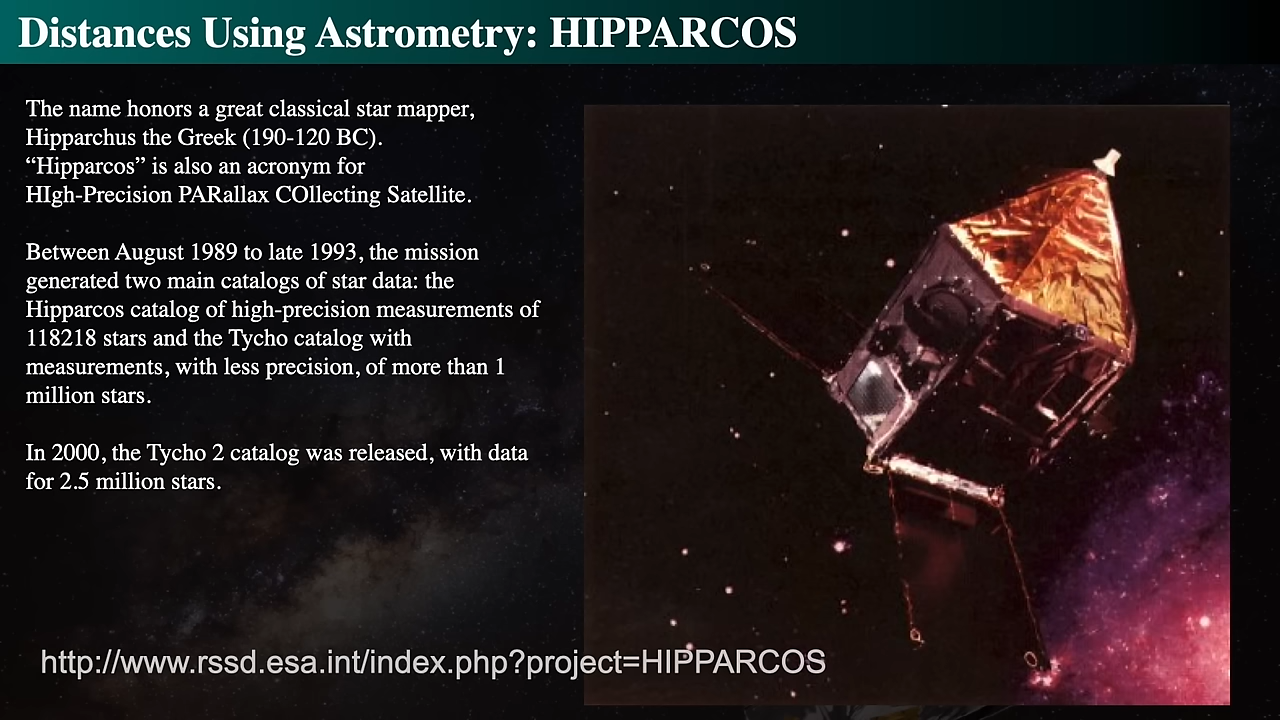 Distances Using Astrometry: HIPPARCOS
The name honors a great classical star mapper,
Hipparchus the Greek (190-120 BC).
“Hipparcos” is also an acronym for
HIgh-Precision PARallax COllecting Satellite.
Between August 1989 to late 1993, the mission
generated two main catalogs of star data: the
Hipparcos catalog of high-precision measurements of
118218 stars and the Tycho catalog with
measurements, with less precision, of more than 1
million stars.
In 2000, the Tycho 2 catalog was released, with data
for 2.5 million stars.
http://www.rssd.esa.int/index.php?project=HIPPARCOS